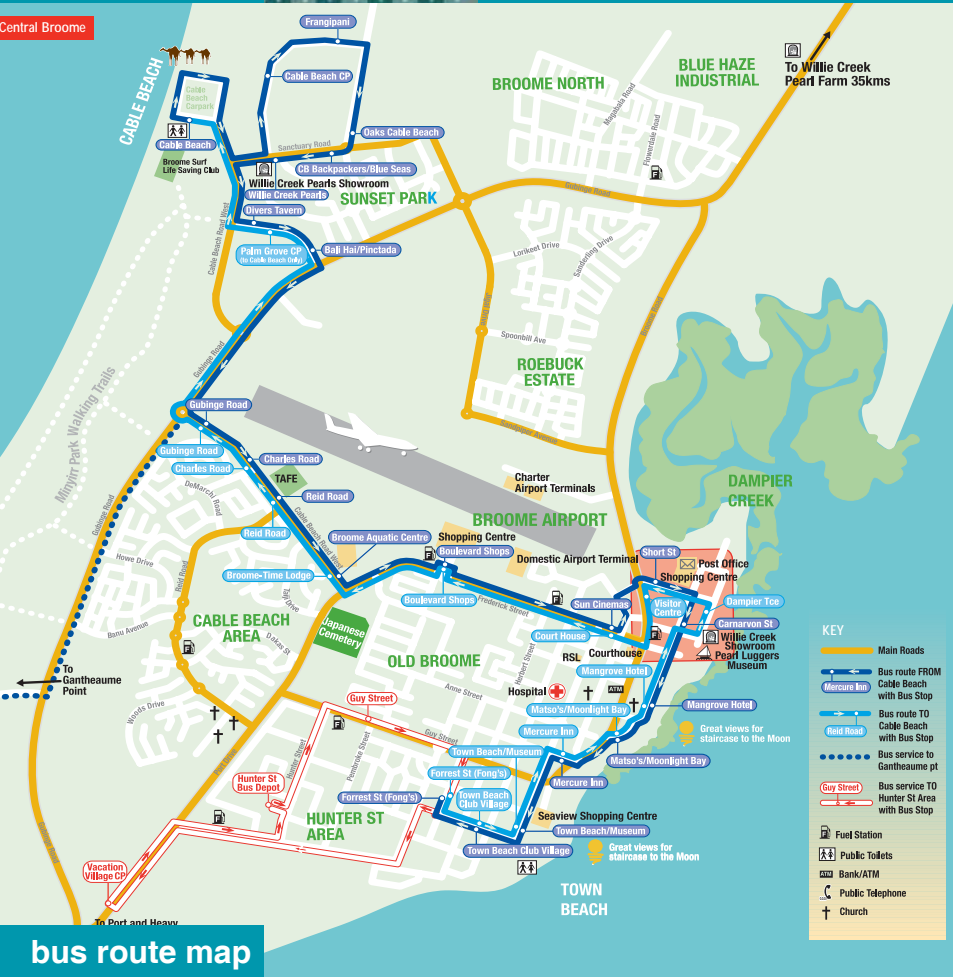 Central Broome
Frangipani
CABLE BEACH
Cable
Beach
Carpark
Cable Beach CP
Cable Beach
Broome Surf
Life Saving Club
Oaks Cable Beach
Sanctuary Road
CB Backpackers/Blue Seas
Willie Creek Pearls Showroom
Willie Creek Pearls
SUNSET PARK
Divers Tavern
Cable Beach Road West
Palm Grove CP
(to Cable Beach Only)
Bali Hai/Pinctada
BROOME NORTH
BLUE HAZE
INDUSTRIAL
To Willie Creek
Pearl Farm 35kms
Magabala Road
Flowerdale Road
Gubinge Road
Lorikeet Drive
Sanderling Drive
Spoonbill Ave
Broome Road
ROEBUCK
ESTATE
Sandpiper Avenue
Gubinge Road
Minyirr Park Walking Trails
Gubinge Road
Gubinge Road
Charles Road
Charles Road
TAFE
DeMarchi Road
Reid Road
Reid Road
Cable Beach Road West
Gubinge Road
Howe Drive
Reid Road
Banu Avenue
Broome Aquatic Centre
Broome-Time Lodge
Shopping Centre
Boulevard Shops
Boulevard Shops
Frederick Street
Charter
Airport Terminals
BROOME AIRPORT
Domestic Airport Terminal
DAMPIER
CREEK
Short St
Post Office
Shopping Centre
Sun Cinemas
Visitor
Centre
Dampier Tce
Carnarvon St
Court House
Courthouse
Willie Creek
Showroom
Pearl Luggers
Museum
RSL
CABLE BEACH
AREA
Japanese
Cemetery
OLD BROOME
Herbert Street
Anne Street
Hospital
ATM
Mangrove Hotel
Mangrove Hotel
Matso's/Moonlight Bay
Matso's/Moonlight Bay
Great views for
staircase to the Moon
To
Gantheaume
Point
Woods Drive
Port Drive
Guy Street
Guy Street
Hunter Street
Pembroke Street
Hunter St
Bus Depot
HUNTER ST
AREA
Mercure Inn
Mercure Inn
Town Beach/Museum
Forrest St (Fong's)
Forrest St (Fong's)
Town Beach
Club Village
Seaview Shopping Centre
Town Beach/Museum
Town Beach Club Village
Great views for
staircase to the Moon
TOWN
BEACH
Gubinge Road
Vacation
Village CP
To Port and Heavy
KEY
Main Roads
Bus route FROM
Cable Beach
with Bus Stop
Mercure Inn
Bus route TO
Cable Beach
with Bus Stop
Reid Road
Bus service to
Gantheaume pt
Guy Street
Bus service TO
Hunter St Area
with Bus Stop
Fuel Station
Public Toilets
ATM
Bank/ATM
Public Telephone
Church
bus route map